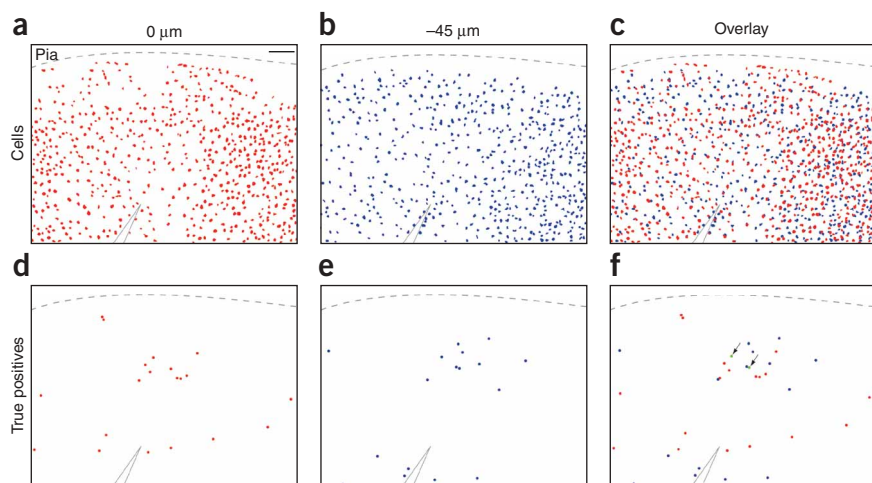 a
0 μm
b
–45 μm
c
Overlay
Pia
Cells
d
e
f
True positives